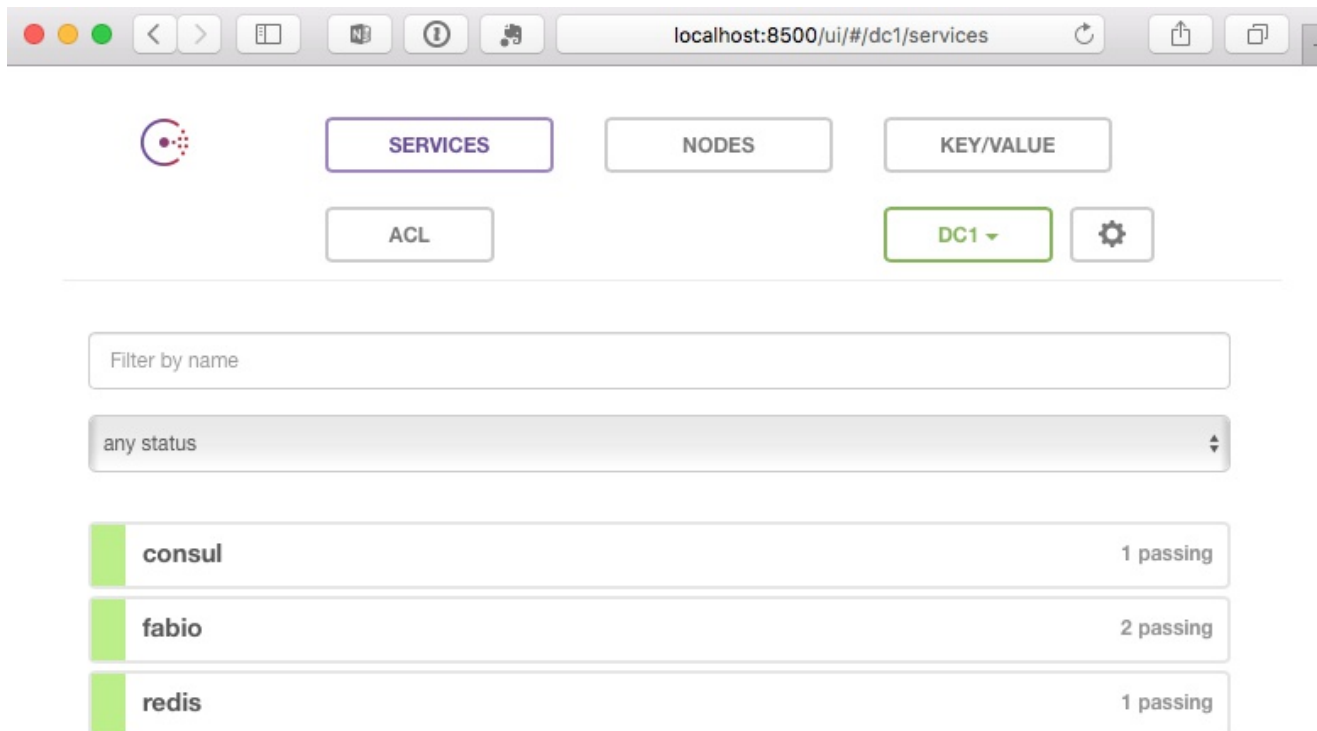 localhost:8500/ui/#/dc1/services
SERVICES
NODES
KEY/VALUE
ACL
DC1
Filter by name
any status
consul
1 passing
fabio
2 passing
redis
1 passing